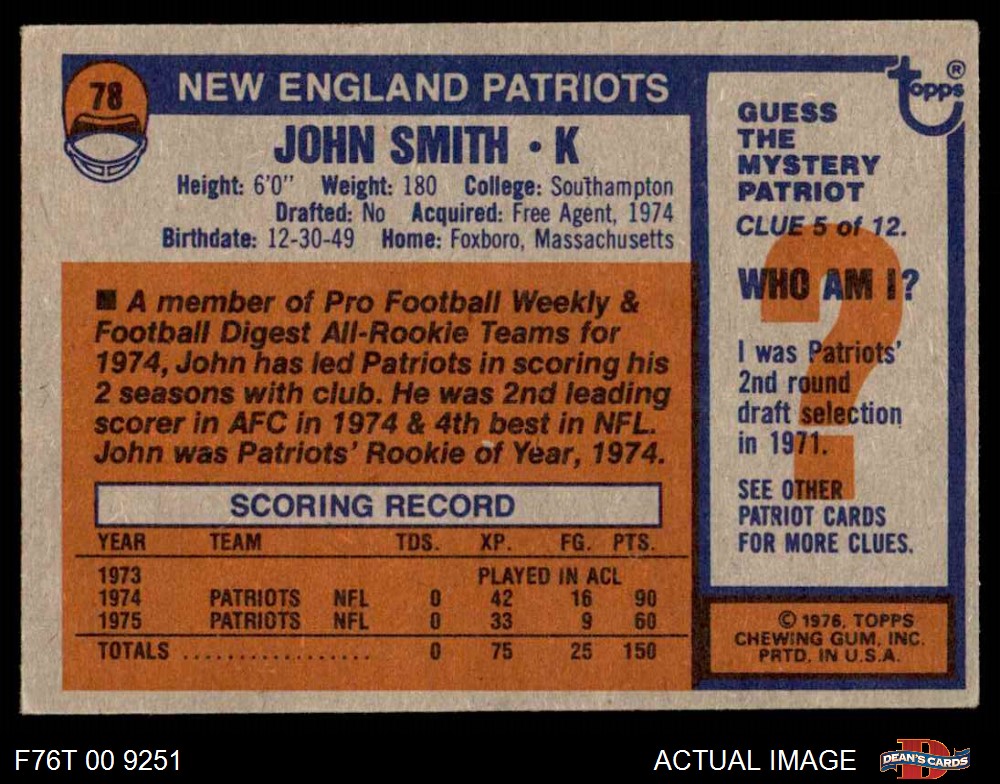 78
NEW ENGLAND PATRIOTS
JOHN SMITH • K
Height: 6'0" Weight: 180 College: Southampton
Drafted: No Acquired: Free Agent, 1974
Birthdate: 12-30-49 Home: Foxboro, Massachusetts
■ A member of Pro Football Weekly &
Football Digest All-Rookie Teams for
1974, John has led Patriots in scoring his
2 seasons with club. He was 2nd leading
scorer in AFC in 1974 & 4th best in NFL.
John was Patriots' Rookie of Year, 1974.
SCORING RECORD
YEAR TEAM TDS. XP. FG. PTS.
1973 PLAYED IN ACL
1974 PATRIOTS NFL 0 42 16 90
1975 PATRIOTS NFL 0 33 9 60
TOTALS .................. 0 75 25 150
topps®
GUESS
THE
MYSTERY
PATRIOT
CLUE 5 of 12.
?
WHO AM I?
I was Patriots'
2nd round
draft selection
in 1971.
SEE OTHER
PATRIOT CARDS
FOR MORE CLUES.
© 1976, TOPPS
CHEWING GUM, INC.
PRTD. IN U.S.A.
F76T 00 9251
ACTUAL IMAGE
D
DEAN'S CARDS